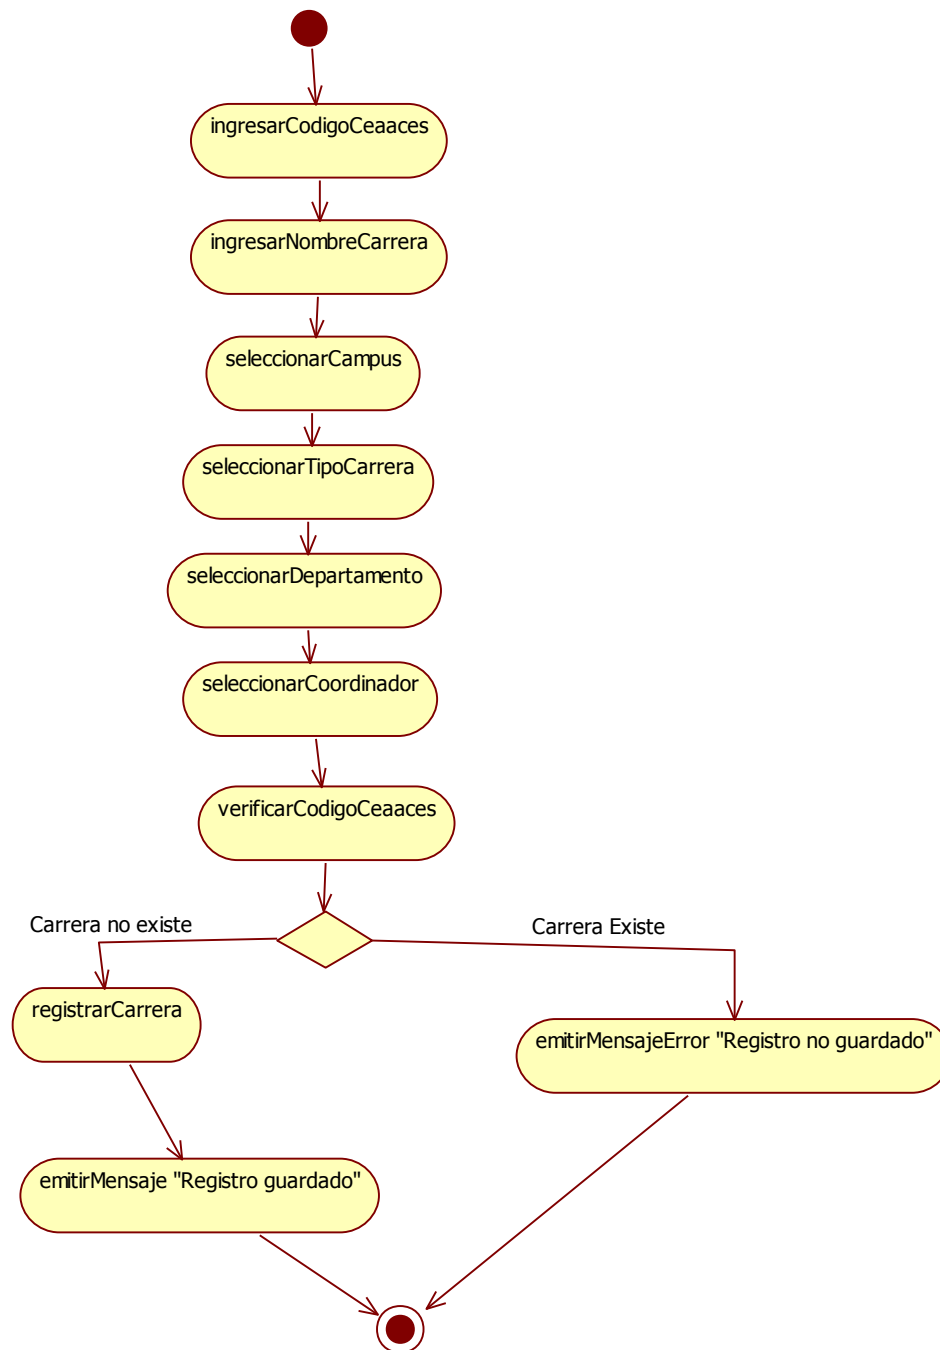 ingresarCodigoCeaaces
ingresarNombreCarrera
seleccionarCampus
seleccionarTipoCarrera
seleccionarDepartamento
seleccionarCoordinador
verificarCodigoCeaaces
Carrera no existe
Carrera Existe
registrarCarrera
emitirMensajeError "Registro no guardado"
emitirMensaje "Registro guardado"